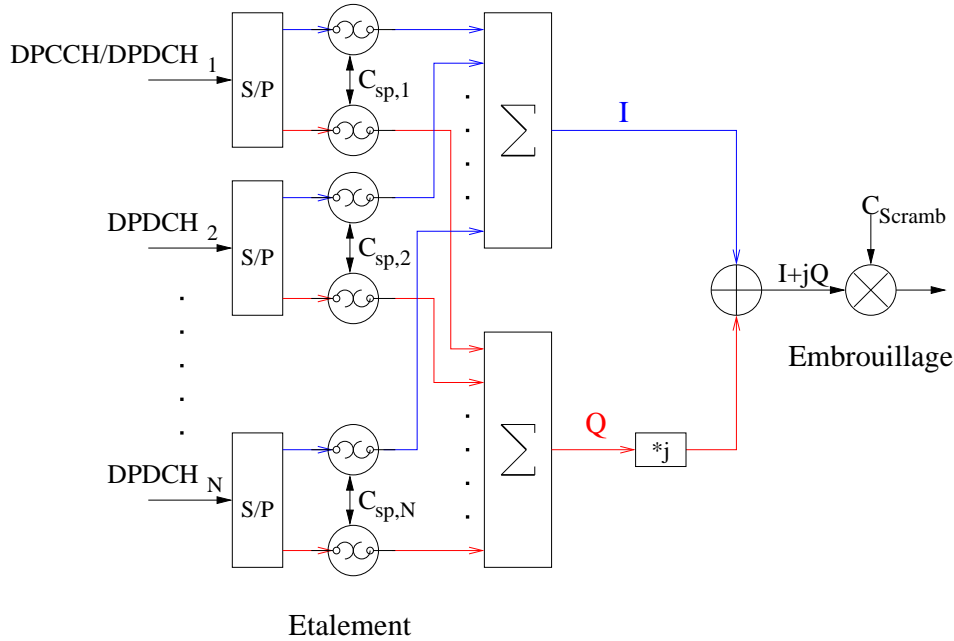 DPCCH/DPDCH 1
S/P
C sp,1
Σ
I
DPDCH 2
S/P
C sp,2
C Scramb
I+jQ
Embrouillage
Σ
Q
*j
DPDCH N
S/P
C sp,N
Etalement